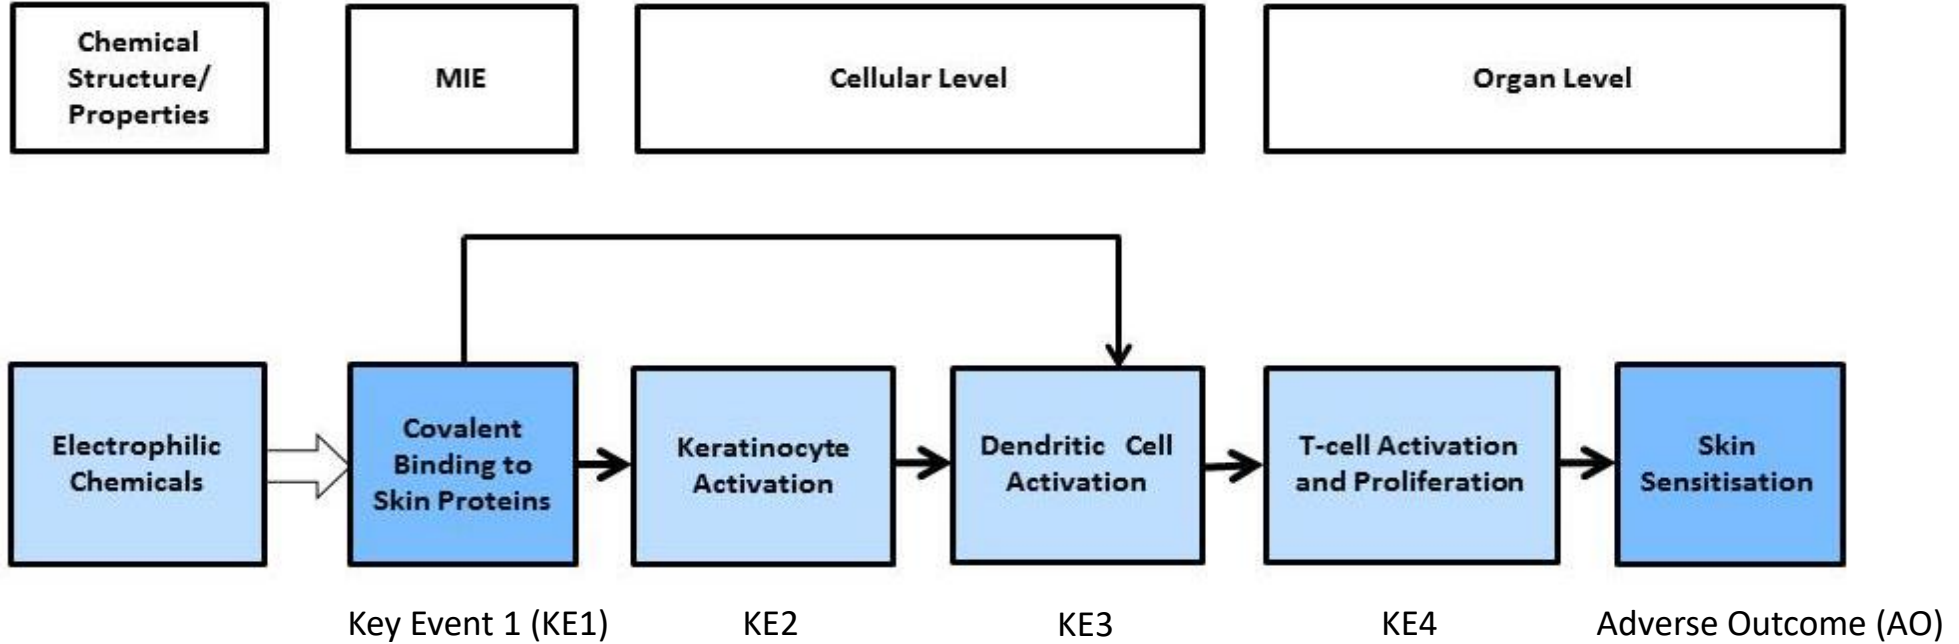 Chemical
Structure/
Properties
MIE
Cellular Level
Organ Level
Electrophilic
Chemicals
Covalent
Binding to
Skin Proteins
Keratinocyte
Activation
Dendritic Cell
Activation
T-cell Activation
and Proliferation
Skin
Sensitisation
Key Event 1 (KE1)
KE2
KE3
KE4
Adverse Outcome (AO)